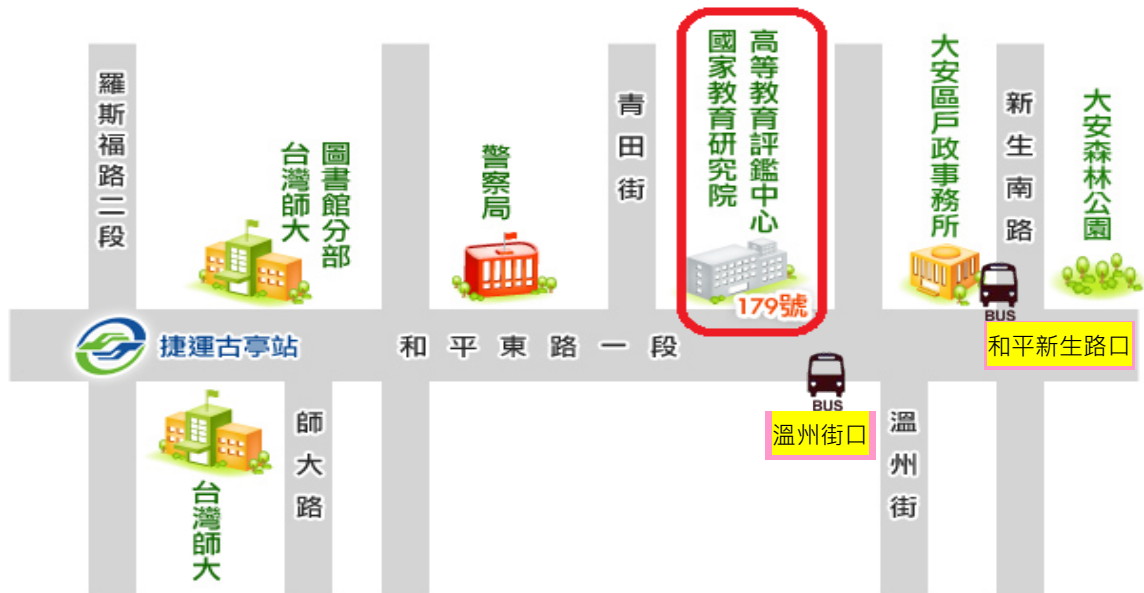 羅斯福路二段
台灣師大
圖書館分部
警察局
青田街
國家教育研究院
高等教育評鑑中心
179號
大安區戶政事務所
新生南路
大安森林公園
BUS
和平新生路口
捷運古亭站
和平東路一段
BUS
溫州街口
師大路
溫州街
台灣師大